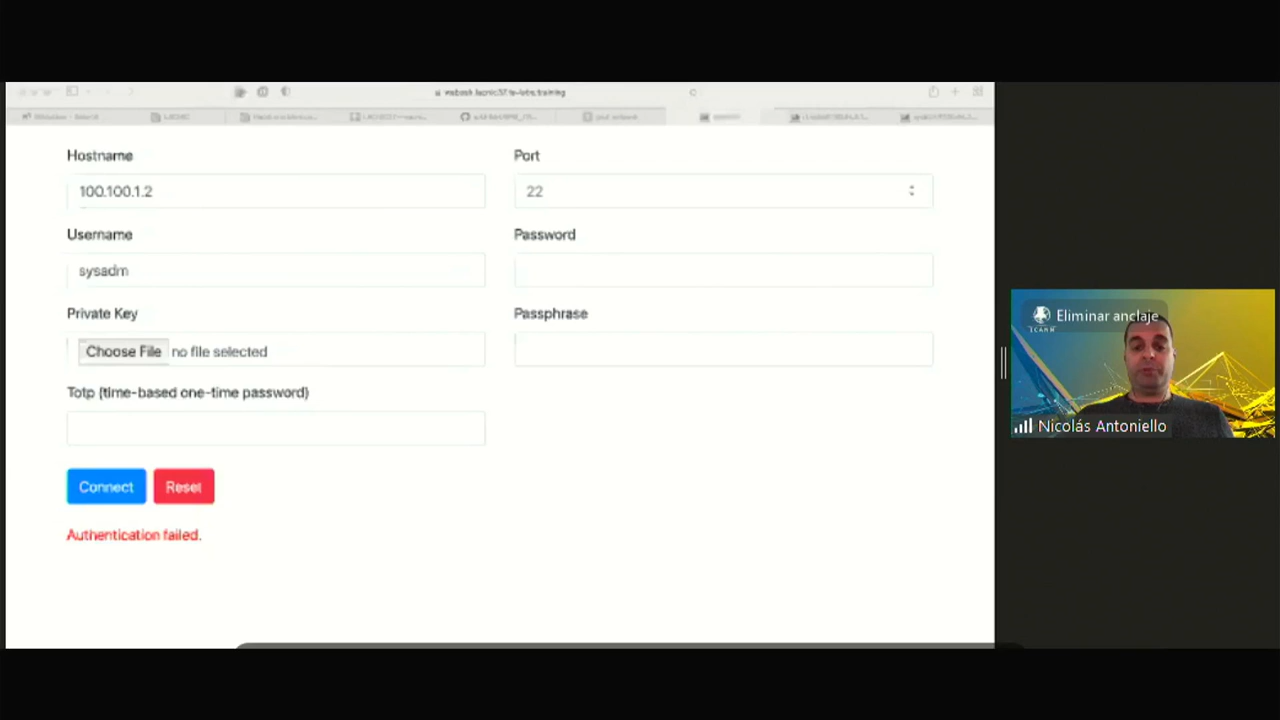 Hostname
Port
100.100.1.2
22
Username
Password
sysadm
Private Key
Passphrase
Choose File no file selected
Totp (time-based one-time password)
Connect
Reset
Authentication failed.
Eliminar anclaje
ICANN
Nicolás Antoniello